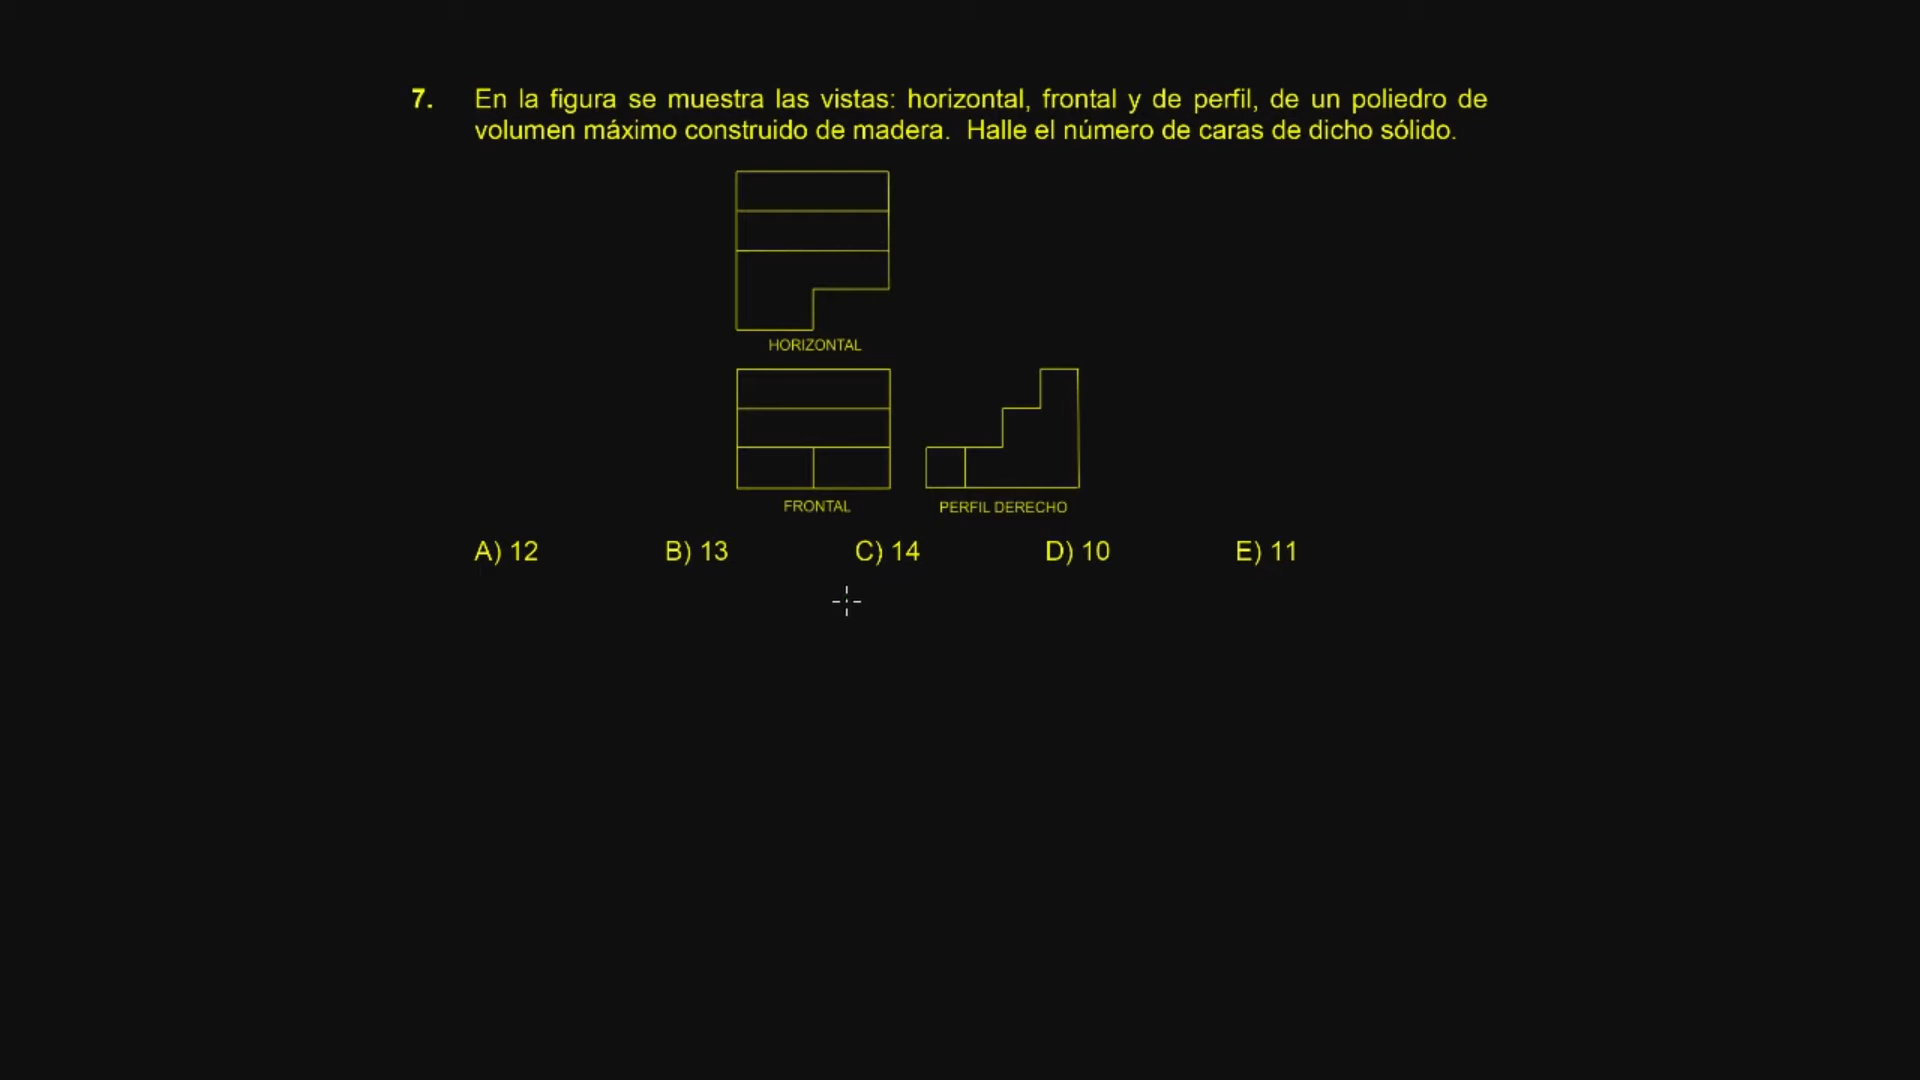 7. En la figura se muestra las vistas: horizontal, frontal y de perfil, de un poliedro de
volumen máximo construido de madera. Halle el número de caras de dicho sólido.
HORIZONTAL
FRONTAL
PERFIL DERECHO
A) 12 B) 13 C) 14 D) 10 E) 11